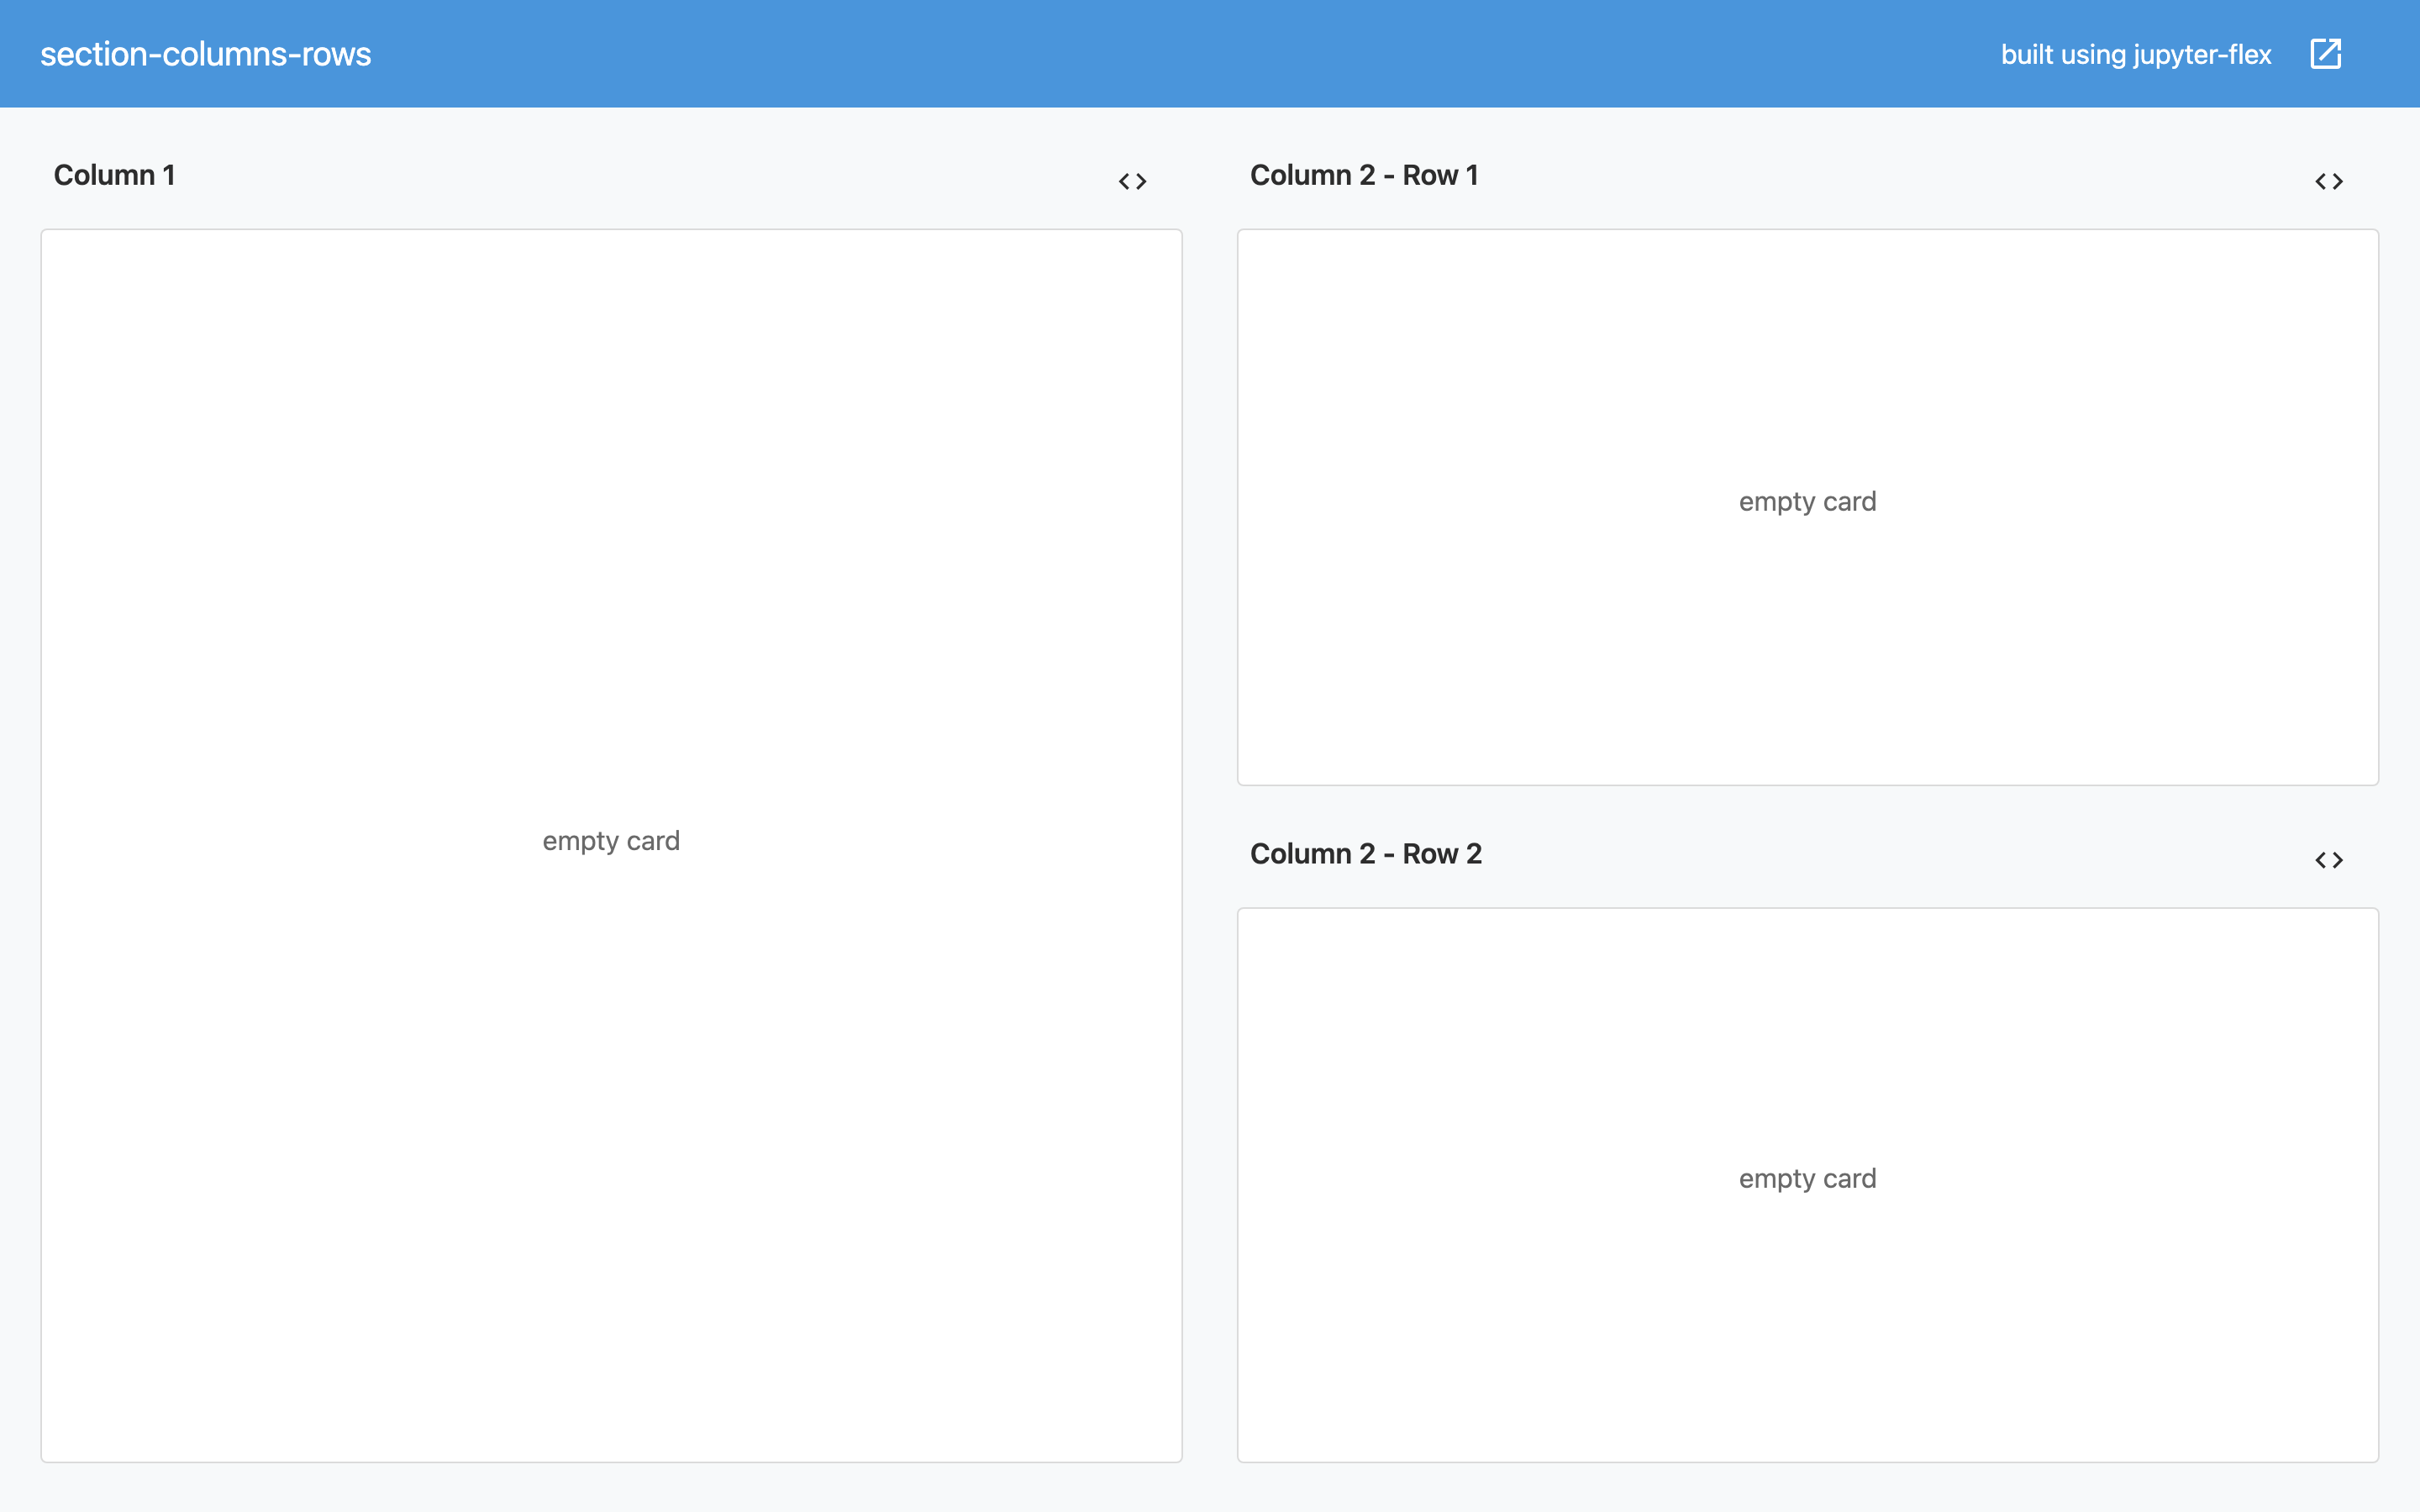 section-columns-rows
built using jupyter-flex
Column 1
empty card
Column 2 - Row 1
empty card
Column 2 - Row 2
empty card